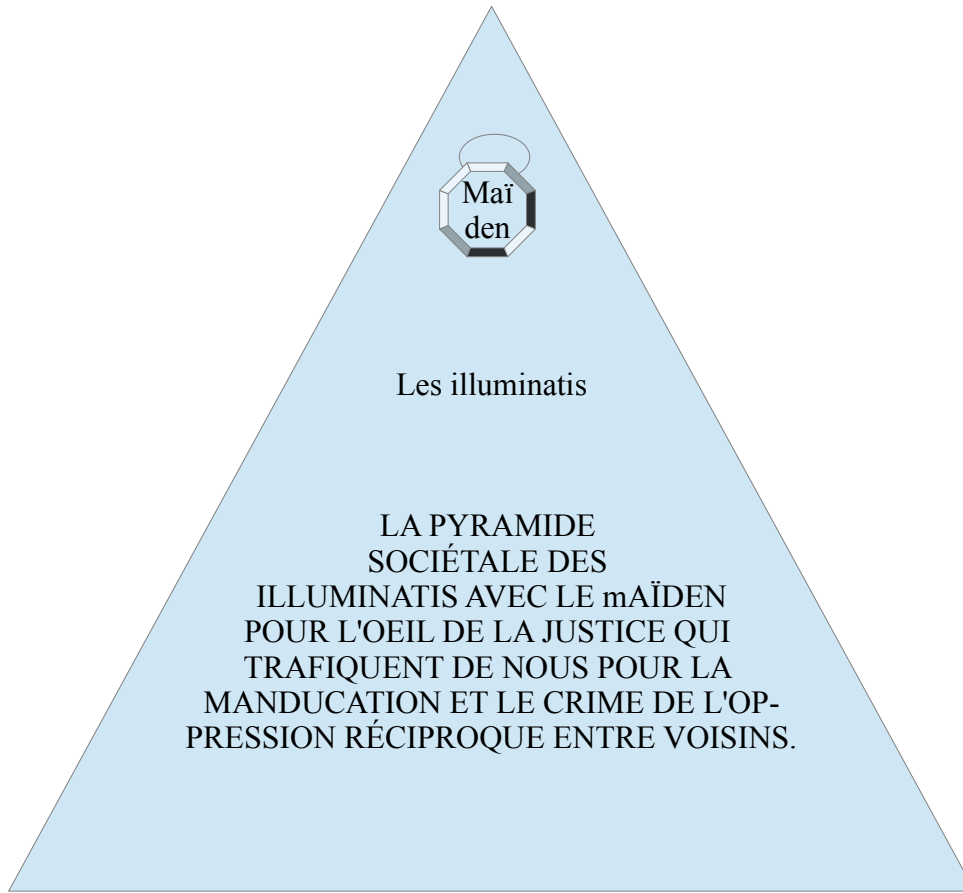 Maï
den
Les illuminatis
LA PYRAMIDE
SOCIÉTALE DES
ILLUMINATIS AVEC LE mAÏDEN
POUR L'OEIL DE LA JUSTICE QUI
TRAFIQUENT DE NOUS POUR LA
MANDUCATION ET LE CRIME DE L'OP-
PRESSION RÉCIPROQUE ENTRE VOISINS.